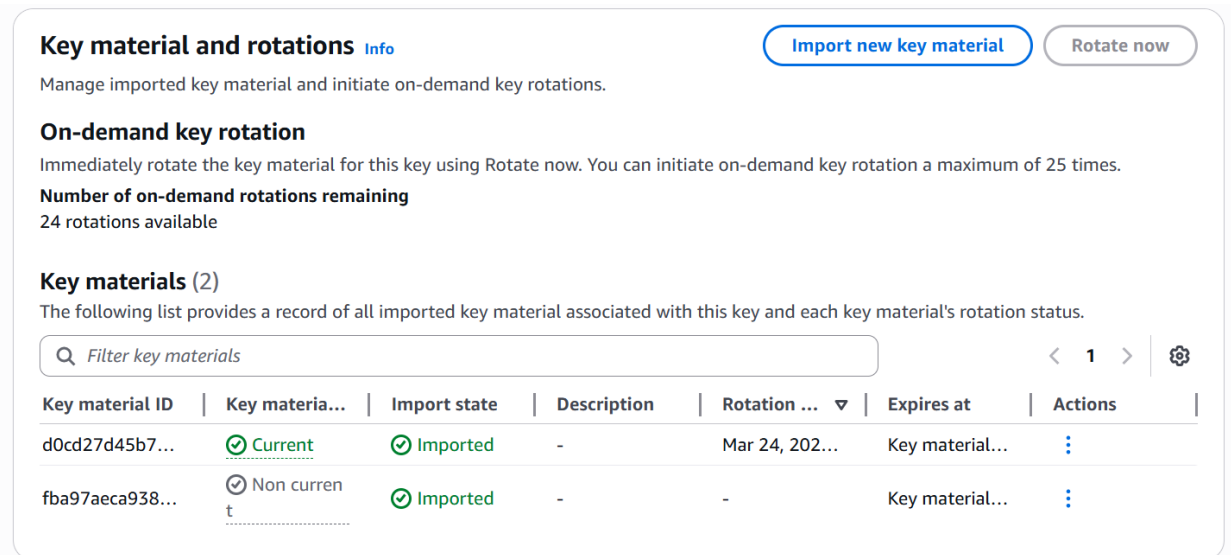 Key material and rotations Info
Import new key material
Rotate now
Manage imported key material and initiate on-demand key rotations.
On-demand key rotation
Immediately rotate the key material for this key using Rotate now. You can initiate on-demand key rotation a maximum of 25 times.
Number of on-demand rotations remaining
24 rotations available
Key materials (2)
The following list provides a record of all imported key material associated with this key and each key material's rotation status.
Filter key materials
1
Key material ID Key materia... Import state Description Rotation ... Expires at Actions
d0cd27d45b7... Current Imported - Mar 24, 202... Key material...
fba97aeca938... Non curren Imported - - Key material...
t